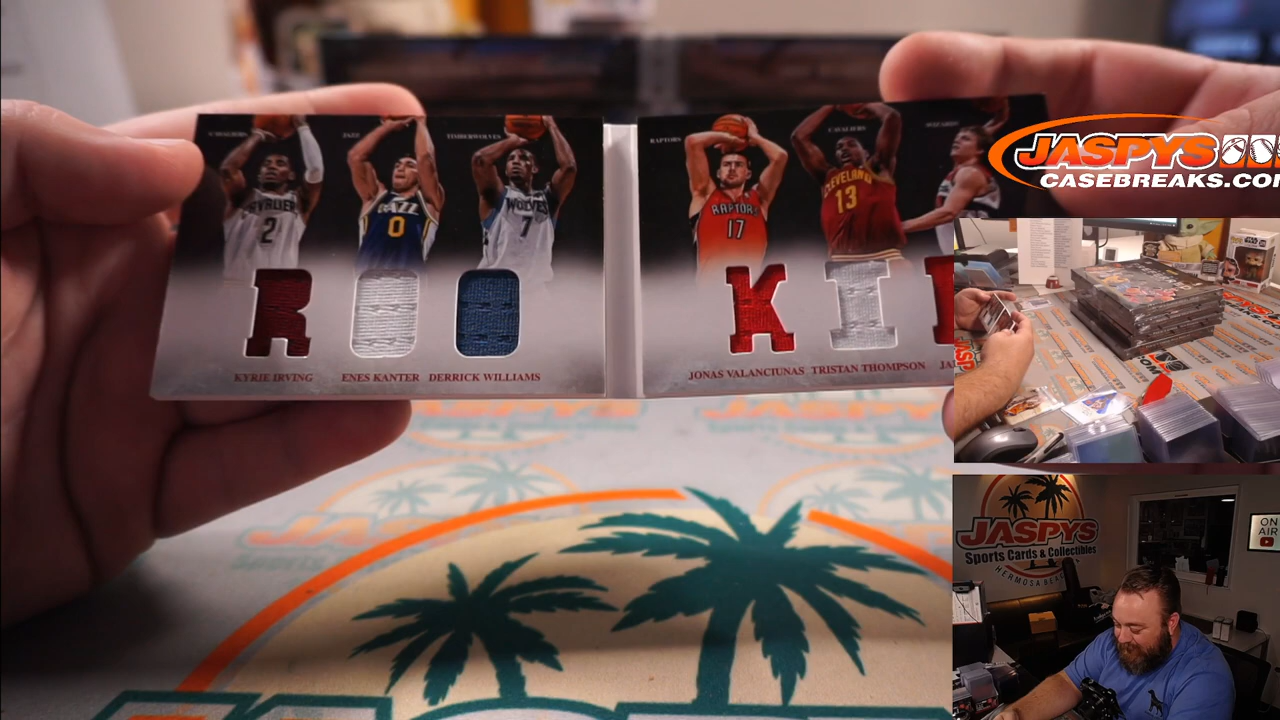 CAVALIERS
JAZZ
TIMBERWOLVES
RAPTORS
CAVALIERS
WIZARDS
CAVALIERS
2
JAZZ
0
WOLVES
7
RAPTORS
17
CLEVELAND
13
R O O K I
KYRIE IRVING ENES KANTER DERRICK WILLIAMS
JONAS VALANCIUNAS TRISTAN THOMPSON JA
JASPYS
CASEBREAKS.COM
JASPYS
Sports Cards & Collectibles
HERMOSA BEACH
ON
AIR